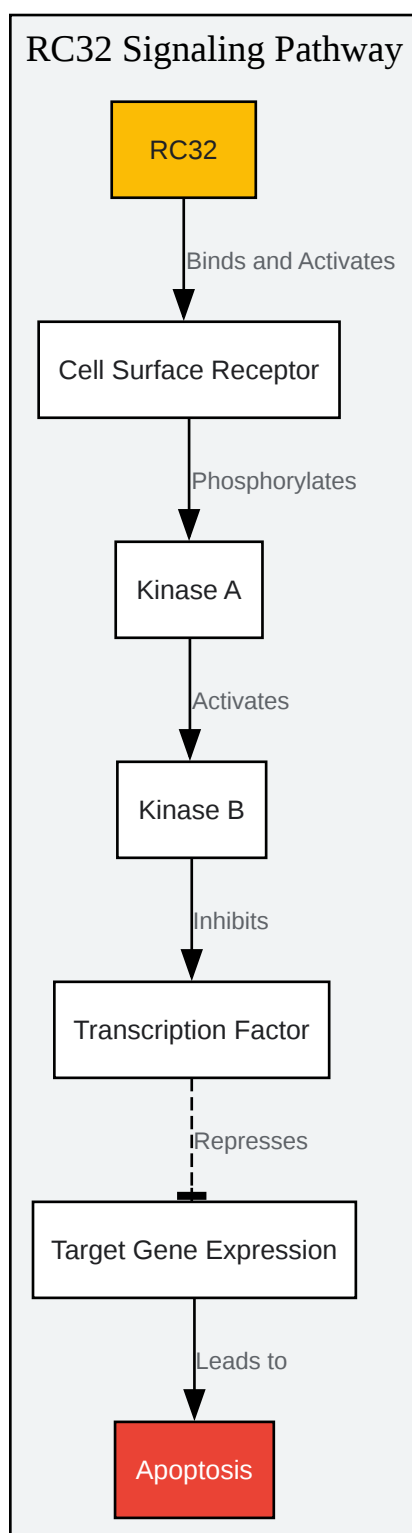 RC32 Signaling Pathway
RC32
Binds and Activates
Cell Surface Receptor
Phosphorylates
Kinase A
Activates
Kinase B
Inhibits
Transcription Factor
Represses
Target Gene Expression
Leads to
Apoptosis